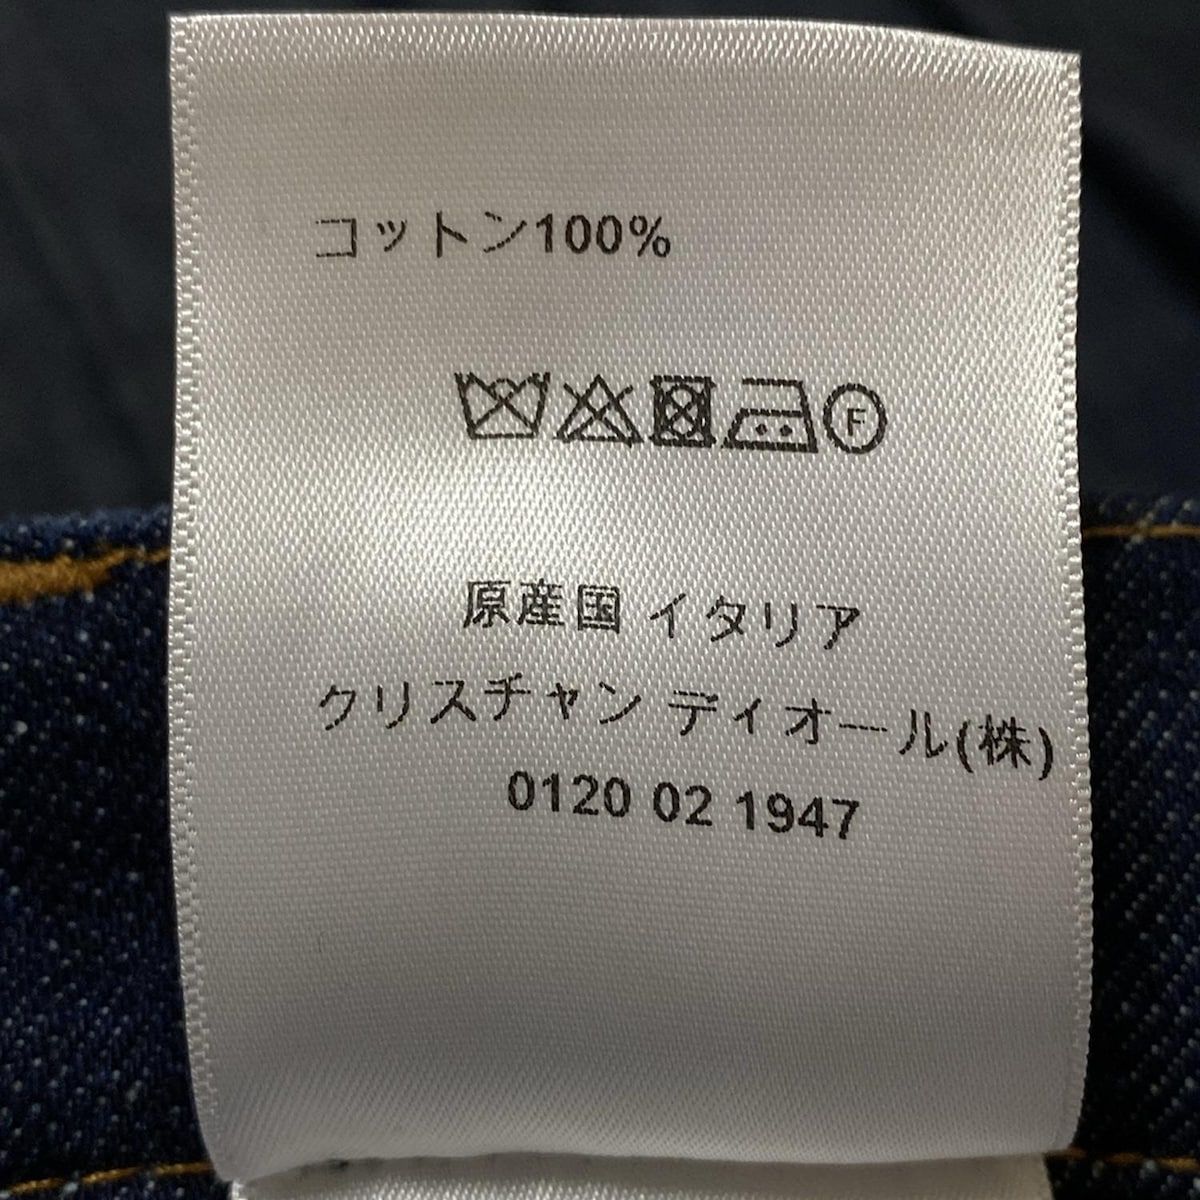 コットン100%
F
原産国 イタリア
クリスチャン ディオール(株)
0120 02 1947